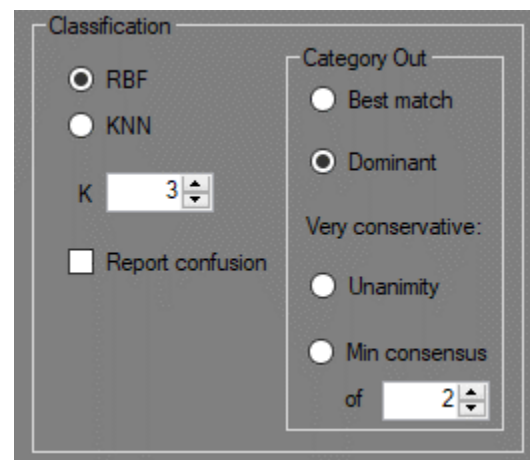 Classification
RBF
KNN
K 3
Report confusion
Category Out
Best match
Dominant
Very conservative:
Unanimity
Min consensus
of 2